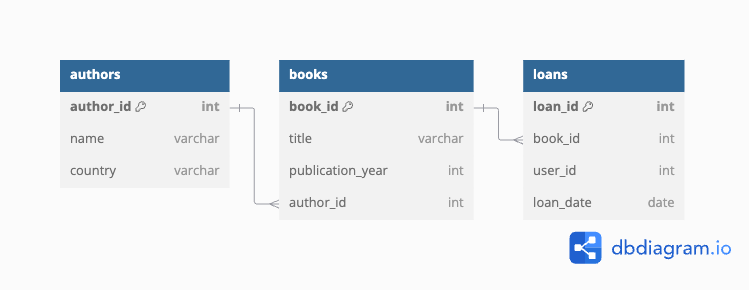 authors
author_id int
name varchar
country varchar
books
book_id int
title varchar
publication_year int
author_id int
loans
loan_id int
book_id int
user_id int
loan_date date
dbdiagram.io